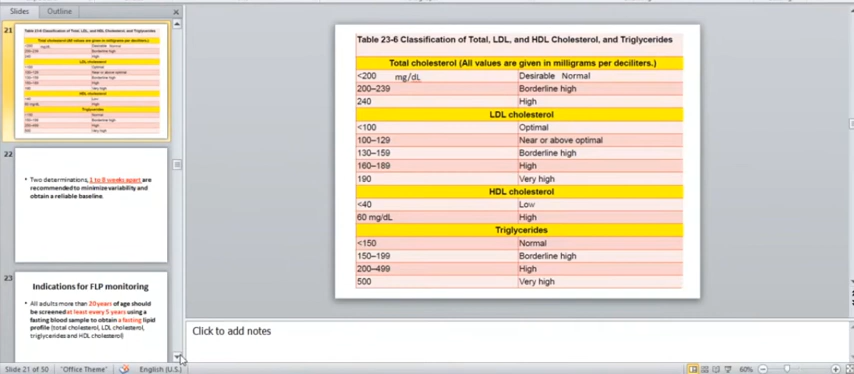 Slides Outline
21
22
• Two determinations, 1 to 8 weeks apart are
recommended to minimize variability and
obtain a reliable baseline.
23
Indications for FLP monitoring
• All adults more than 20 years of age should
be screened at least every 5 years using a
fasting blood sample to obtain a fasting lipid
profile (total cholesterol, LDL cholesterol,
triglycerides and HDL cholesterol)
Table 23-6 Classification of Total, LDL, and HDL Cholesterol, and Triglycerides
Total cholesterol (All values are given in milligrams per deciliters.)
<200 mg/dL Desirable Normal
200–239 Borderline high
240 High
LDL cholesterol
<100 Optimal
100–129 Near or above optimal
130–159 Borderline high
160–189 High
190 Very high
HDL cholesterol
<40 Low
60 mg/dL High
Triglycerides
<150 Normal
150–199 Borderline high
200–499 High
500 Very high
Click to add notes
Slide 21 of 50 "Office Theme" English (U.S.) 60%